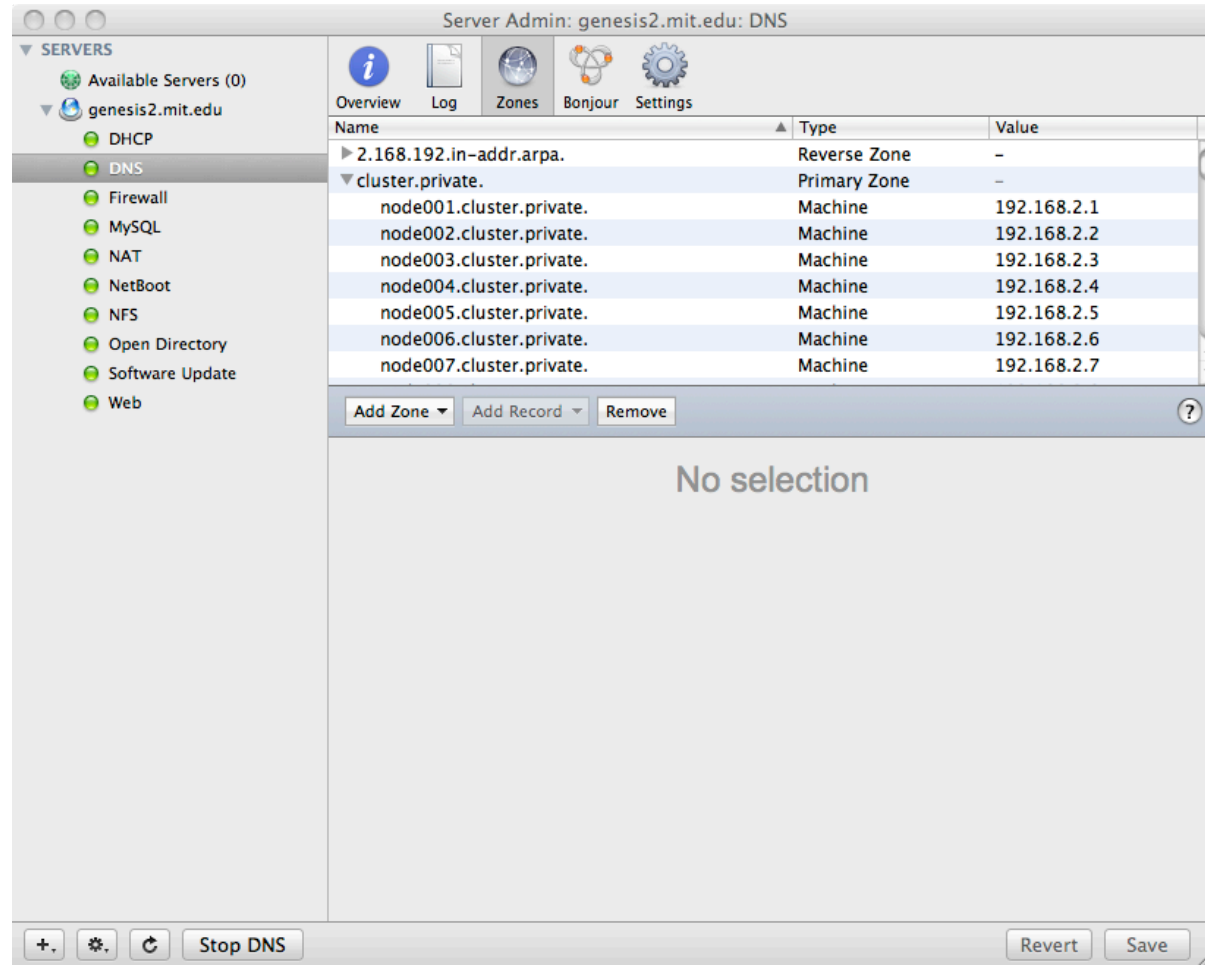 Server Admin: genesis2.mit.edu: DNS
SERVERS
Available Servers (0)
genesis2.mit.edu
DHCP
DNS
Firewall
MySQL
NAT
NetBoot
NFS
Open Directory
Software Update
Web
Overview Log Zones Bonjour Settings
Name Type Value
2.168.192.in-addr.arpa. Reverse Zone –
cluster.private. Primary Zone –
node001.cluster.private. Machine 192.168.2.1
node002.cluster.private. Machine 192.168.2.2
node003.cluster.private. Machine 192.168.2.3
node004.cluster.private. Machine 192.168.2.4
node005.cluster.private. Machine 192.168.2.5
node006.cluster.private. Machine 192.168.2.6
node007.cluster.private. Machine 192.168.2.7
Add Zone Add Record Remove ?
No selection
Stop DNS Revert Save